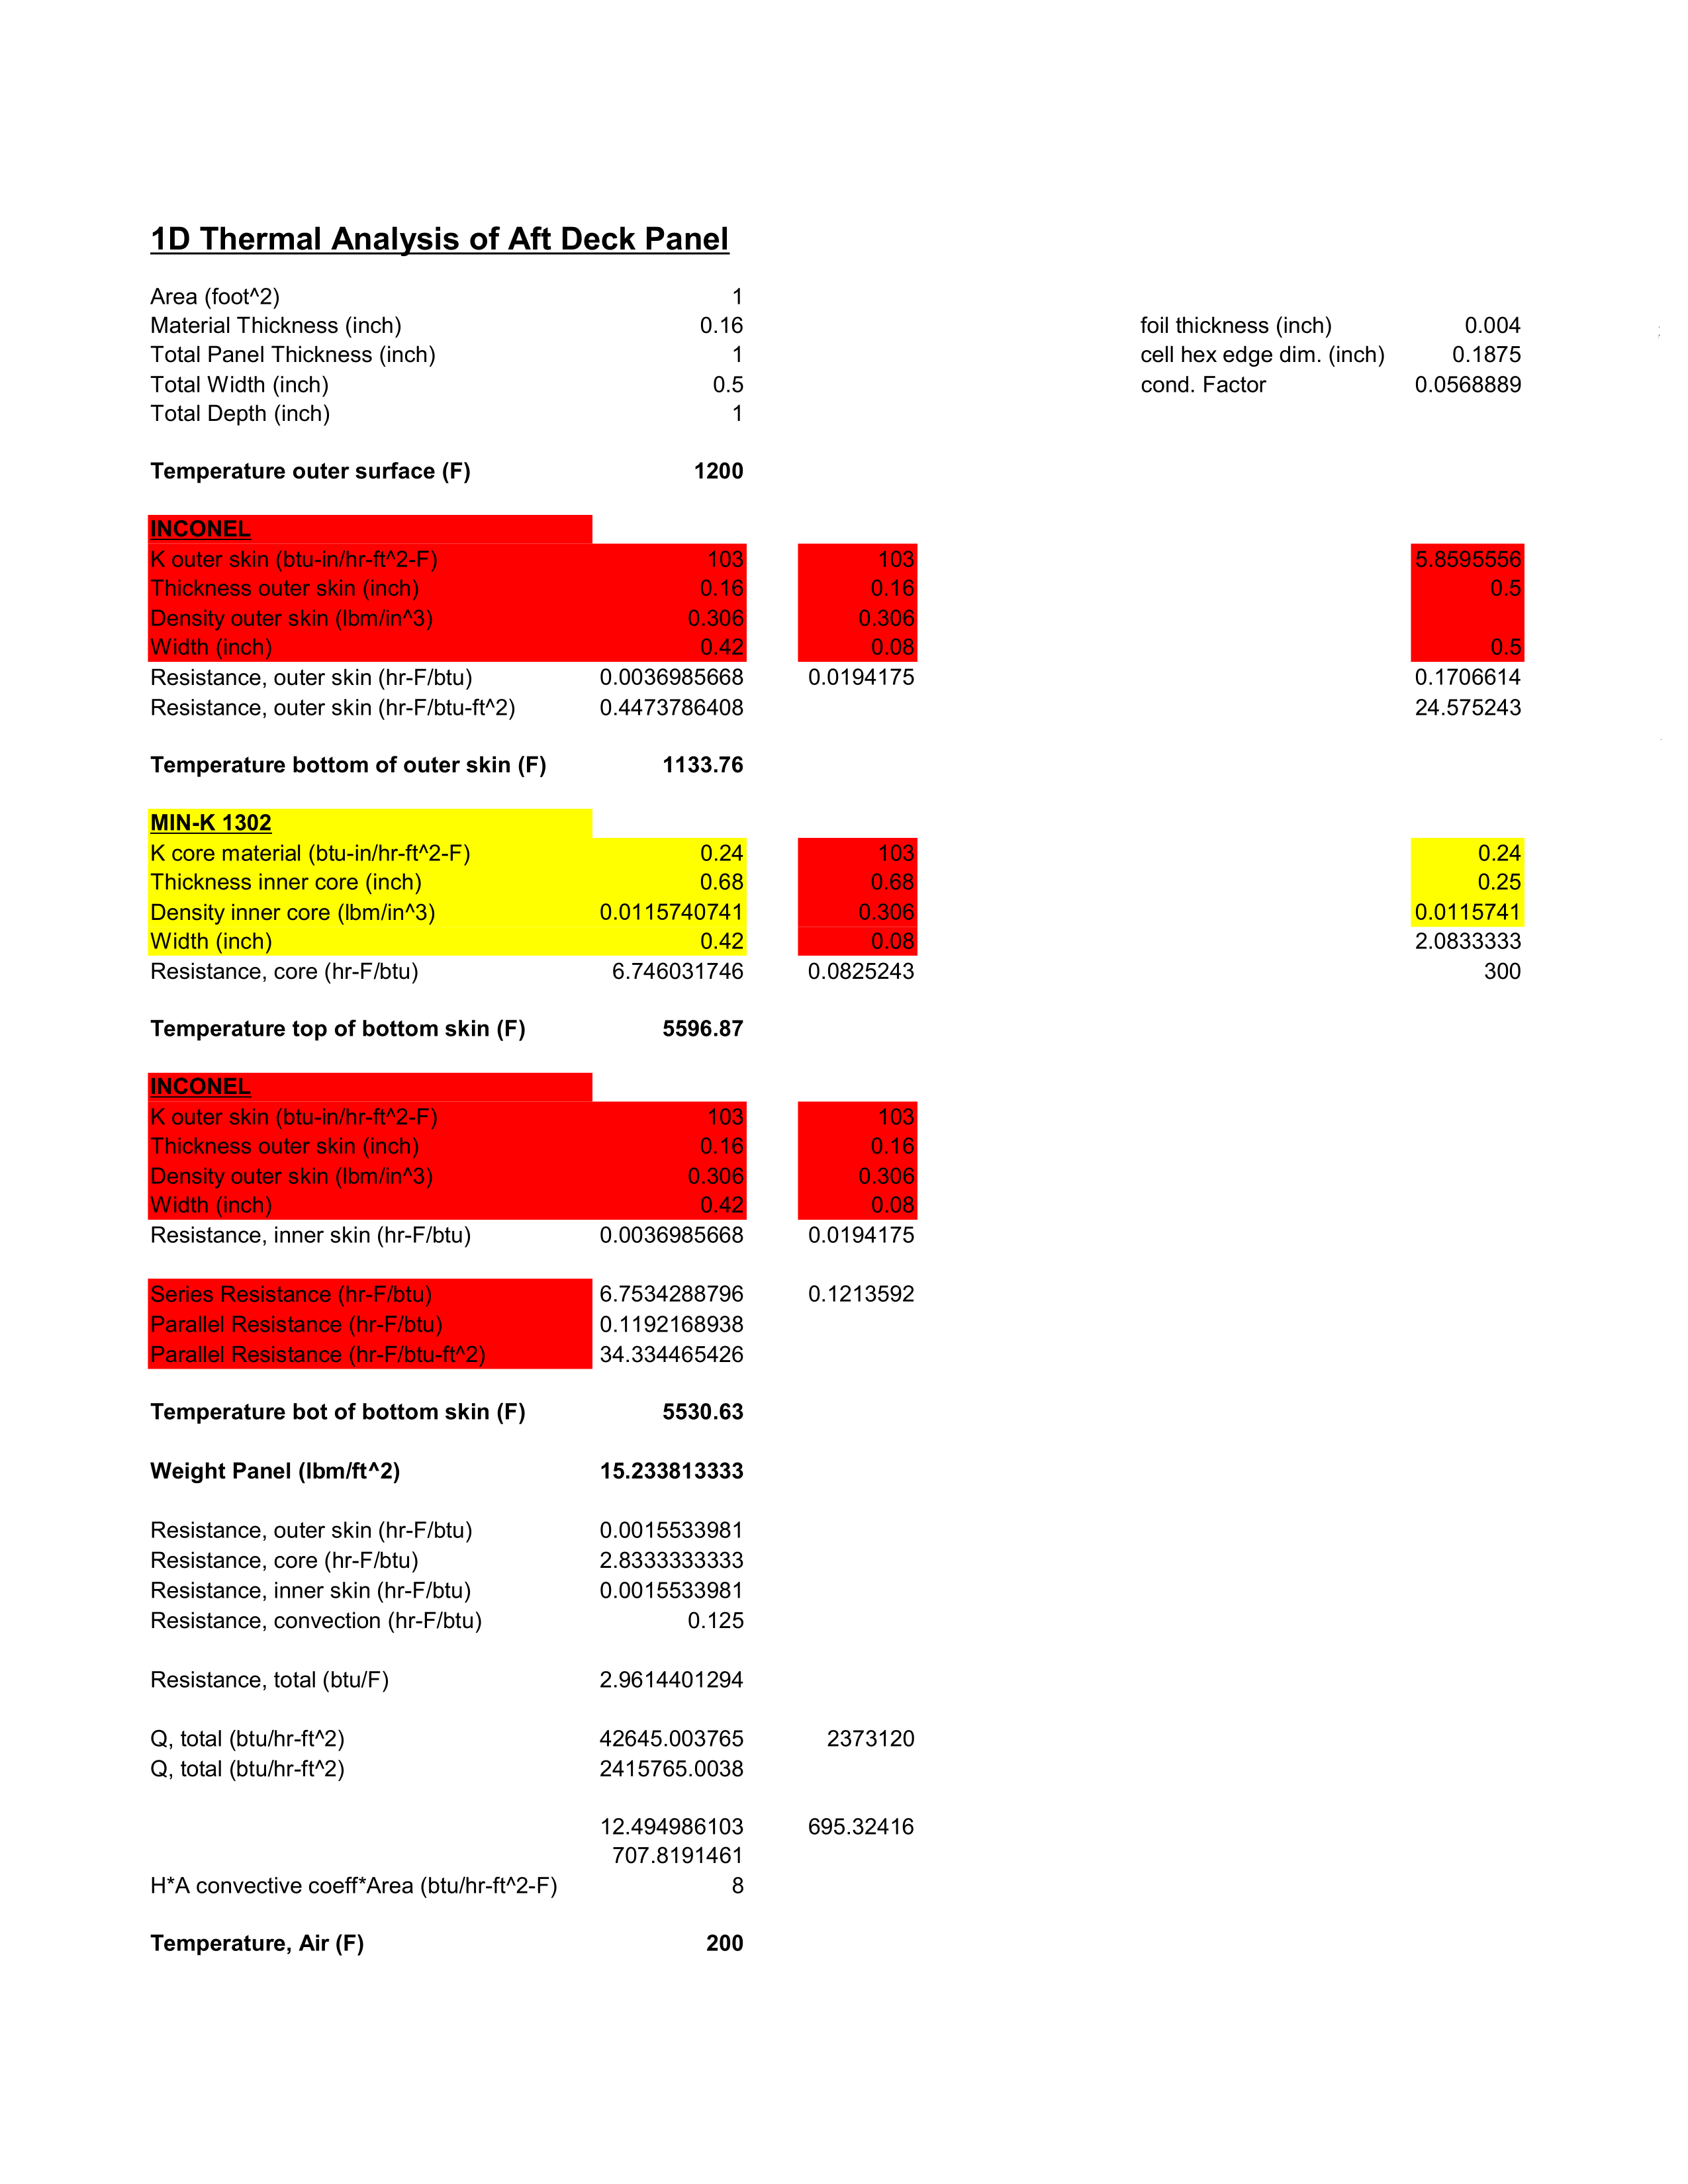 1D Thermal Analysis of Aft Deck Panel
Area (foot^2) 1
Material Thickness (inch) 0.16 foil thickness (inch) 0.004
Total Panel Thickness (inch) 1 cell hex edge dim. (inch) 0.1875
Total Width (inch) 0.5 cond. Factor 0.0568889
Total Depth (inch) 1
Temperature outer surface (F) 1200
INCONEL
K outer skin (btu-in/hr-ft^2-F) 103 103 5.8595556
Thickness outer skin (inch) 0.16 0.16 0.5
Density outer skin (lbm/in^3) 0.306 0.306
Width (inch) 0.42 0.08 0.5
Resistance, outer skin (hr-F/btu) 0.0036985668 0.0194175 0.1706614
Resistance, outer skin (hr-F/btu-ft^2) 0.4473786408 24.575243
Temperature bottom of outer skin (F) 1133.76
MIN-K 1302
K core material (btu-in/hr-ft^2-F) 0.24 103 0.24
Thickness inner core (inch) 0.68 0.68 0.25
Density inner core (lbm/in^3) 0.0115740741 0.306 0.0115741
Width (inch) 0.42 0.08 2.0833333
Resistance, core (hr-F/btu) 6.746031746 0.0825243 300
Temperature top of bottom skin (F) 5596.87
INCONEL
K outer skin (btu-in/hr-ft^2-F) 103 103
Thickness outer skin (inch) 0.16 0.16
Density outer skin (lbm/in^3) 0.306 0.306
Width (inch) 0.42 0.08
Resistance, inner skin (hr-F/btu) 0.0036985668 0.0194175
Series Resistance (hr-F/btu) 6.7534288796 0.1213592
Parallel Resistance (hr-F/btu) 0.1192168938
Parallel Resistance (hr-F/btu-ft^2) 34.334465426
Temperature bot of bottom skin (F) 5530.63
Weight Panel (lbm/ft^2) 15.233813333
Resistance, outer skin (hr-F/btu) 0.0015533981
Resistance, core (hr-F/btu) 2.8333333333
Resistance, inner skin (hr-F/btu) 0.0015533981
Resistance, convection (hr-F/btu) 0.125
Resistance, total (btu/F) 2.9614401294
Q, total (btu/hr-ft^2) 42645.003765 2373120
Q, total (btu/hr-ft^2) 2415765.0038
12.494986103 695.32416
707.8191461
H*A convective coeff*Area (btu/hr-ft^2-F) 8
Temperature, Air (F) 200